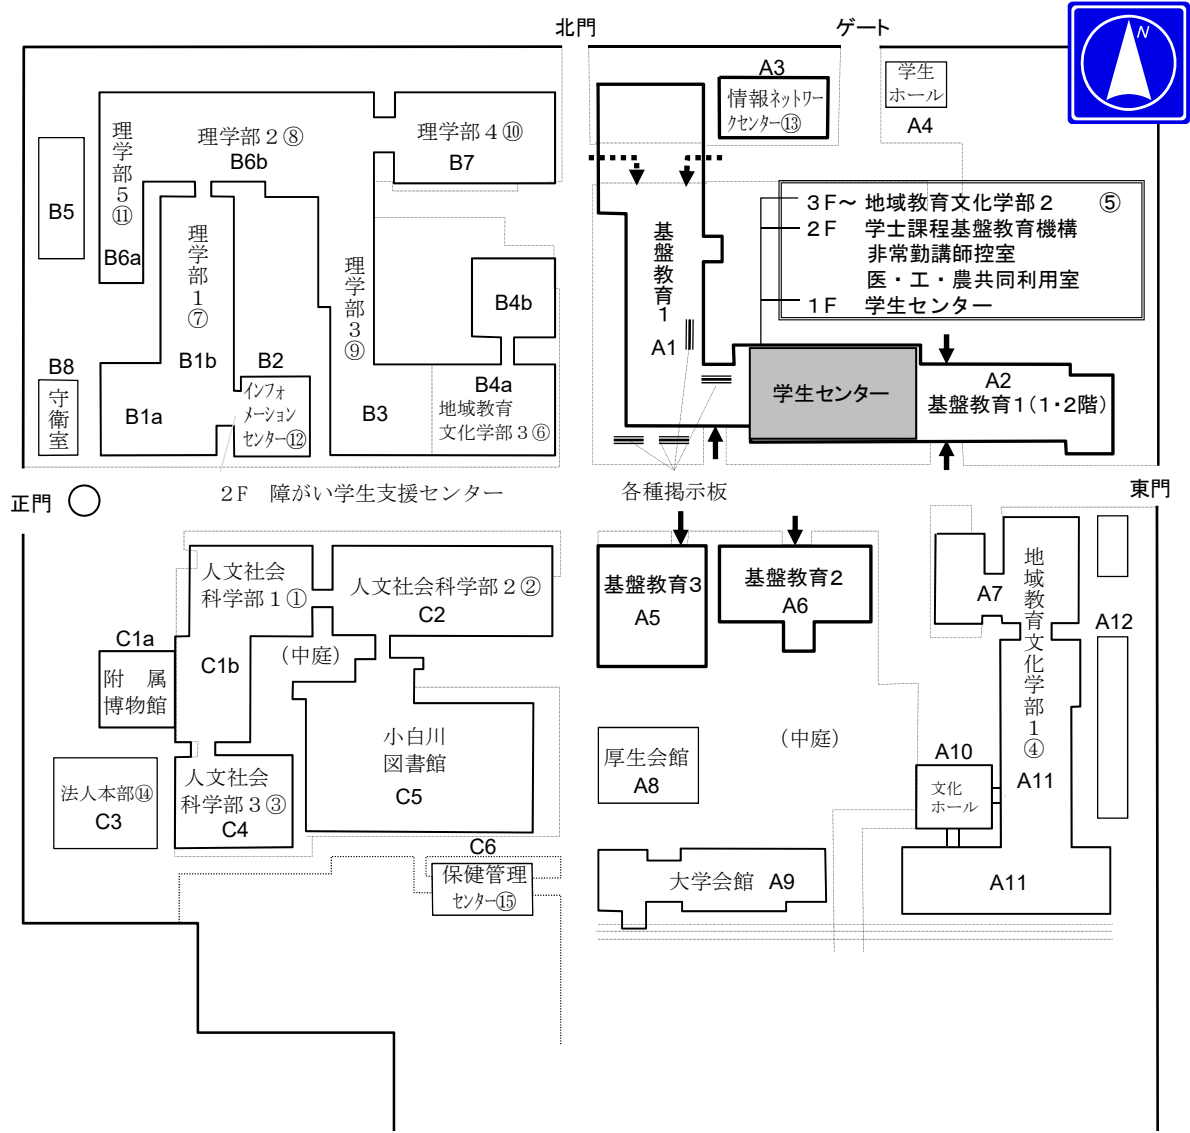 北門
ゲート
N
A3
情報ネットワー
クセンター⑬
学生
ホール
A4
理学部5⑪
理学部2⑧
B6b
理学部4⑩
B7
B5
B6a
理学部1⑦
理学部3⑨
B4b
基盤教育1
A1
3F～ 地域教育文化学部2 ⑤
2F 学士課程基盤教育機構
非常勤講師控室
医・工・農共同利用室
1F 学生センター
B8
守衛室
B1b
B1a
B2
インフォ
メーション
センター⑫
B3
B4a
地域教育
文化学部3⑥
学生センター
A2
基盤教育1(1・2階)
2F 障がい学生支援センター
各種掲示板
正門
東門
人文社会
科学部1①
人文社会科学部2②
C2
基盤教育3
A5
基盤教育2
A6
A7
地域教育文化学部1④
A12
C1a
附属
博物館
C1b
(中庭)
小白川
図書館
C5
厚生会館
A8
(中庭)
A10
文化
ホール
A11
法人本部⑭
C3
人文社会
科学部3③
C4
C6
保健管理
センター⑮
大学会館 A9
A11